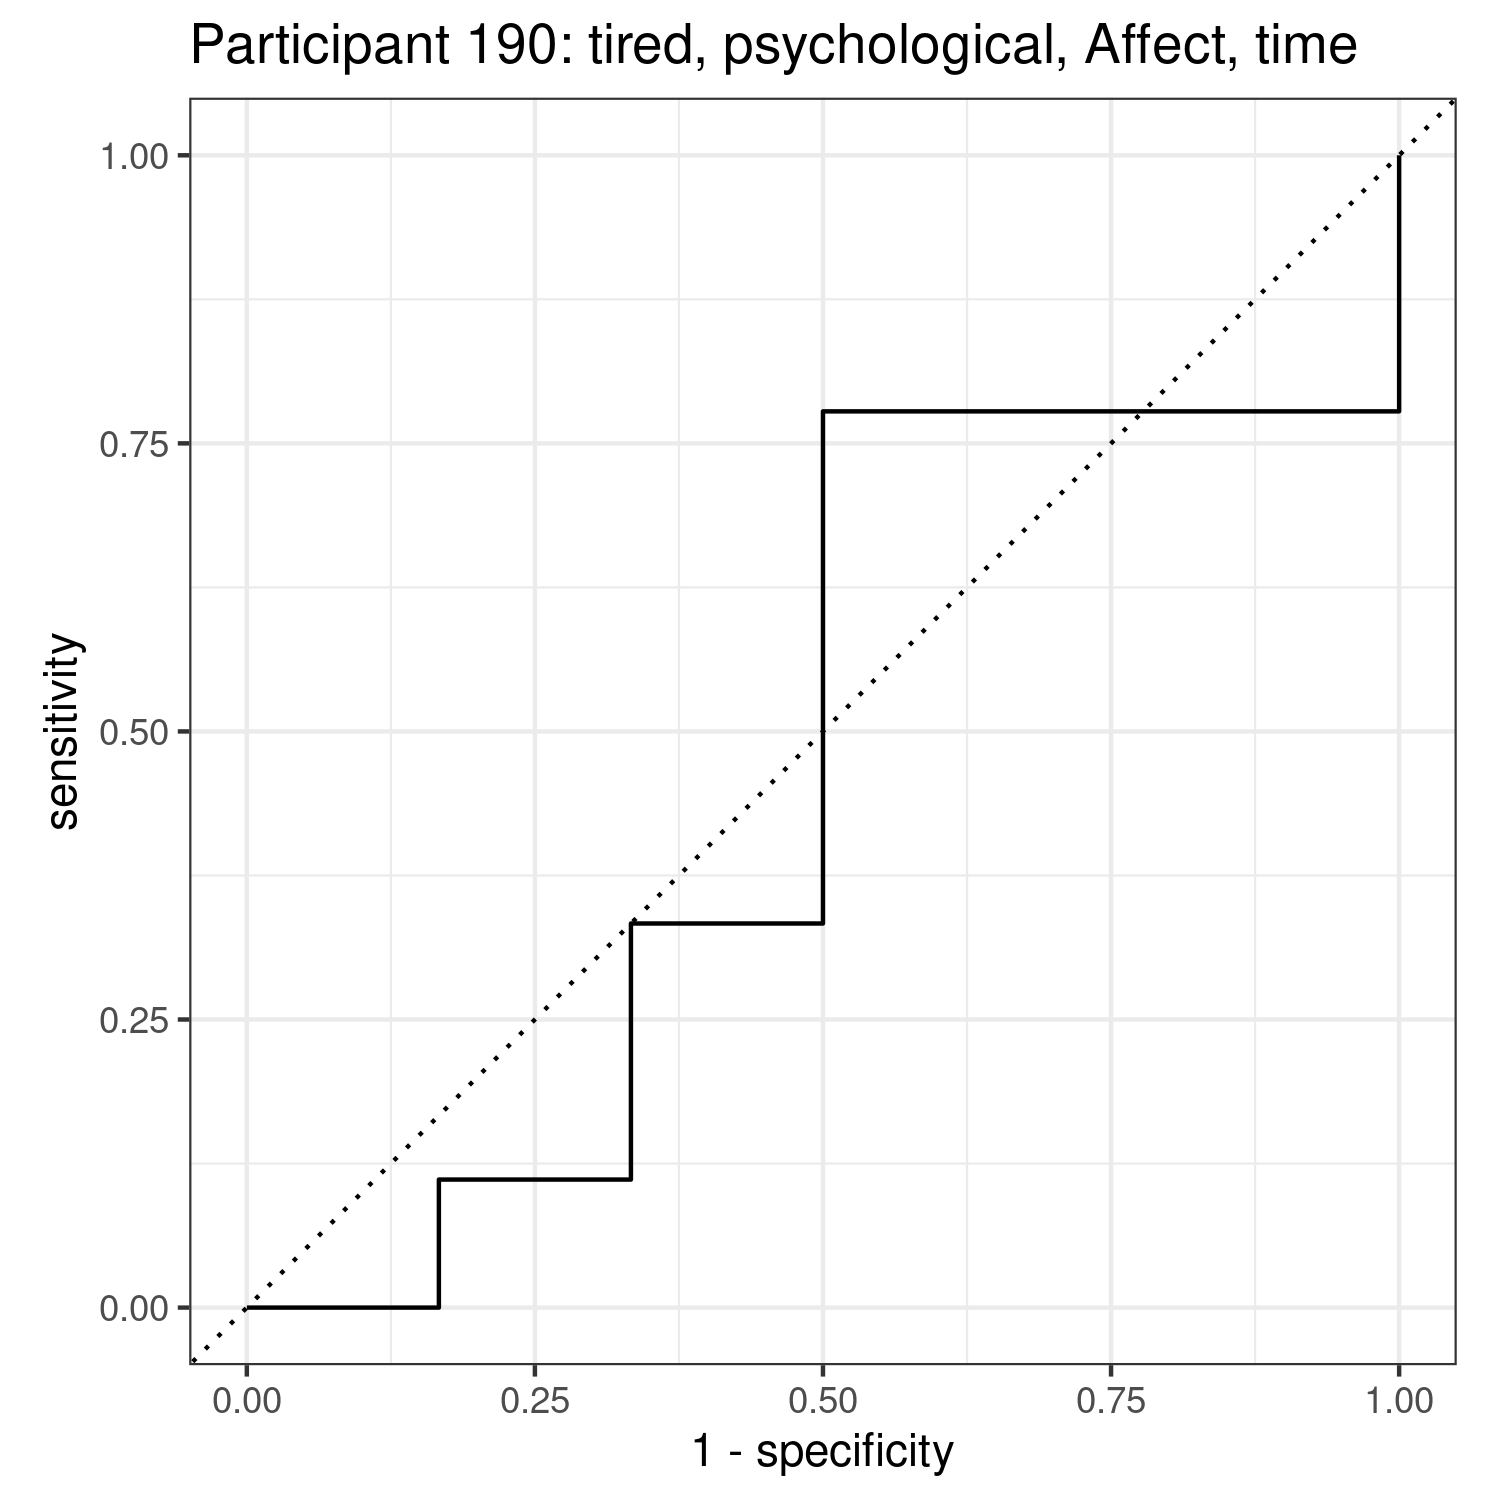 Participant 190: tired, psychological, Affect, time
1.00
0.75
0.50
0.25
0.00
sensitivity
0.00 0.25 0.50 0.75 1.00
1 - specificity